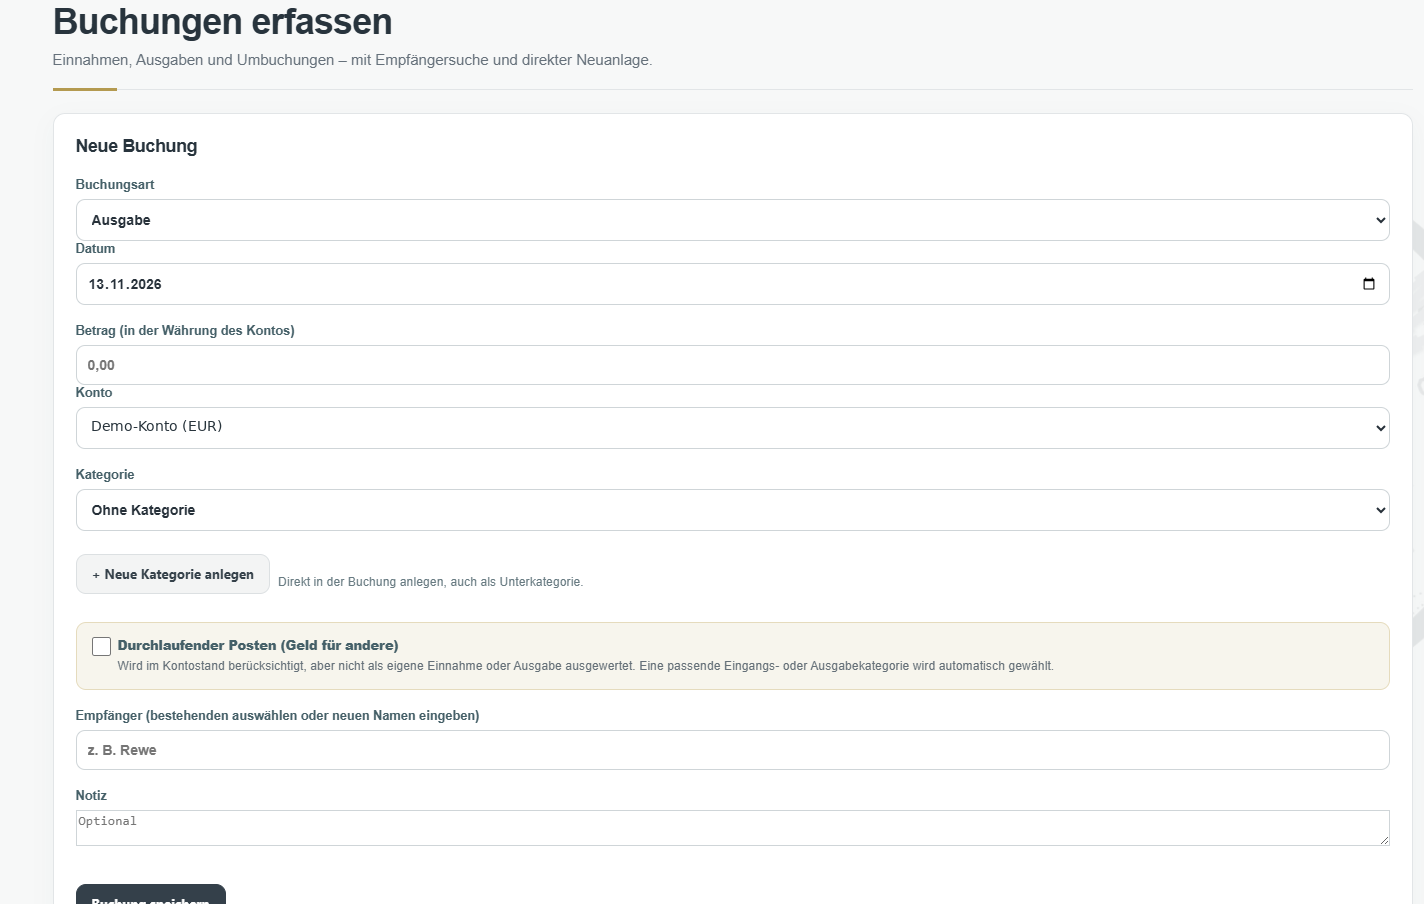 Buchungen erfassen
Einnahmen, Ausgaben und Umbuchungen – mit Empfängersuche und direkter Neuanlage.
Neue Buchung
Buchungsart
Ausgabe
Datum
13.11.2026
Betrag (in der Währung des Kontos)
0,00
Konto
Demo-Konto (EUR)
Kategorie
Ohne Kategorie
+ Neue Kategorie anlegen Direkt in der Buchung anlegen, auch als Unterkategorie.
Durchlaufender Posten (Geld für andere)
Wird im Kontostand berücksichtigt, aber nicht als eigene Einnahme oder Ausgabe ausgewertet. Eine passende Eingangs- oder Ausgabekategorie wird automatisch gewählt.
Empfänger (bestehenden auswählen oder neuen Namen eingeben)
z. B. Rewe
Notiz
Optional
Buchung speichern